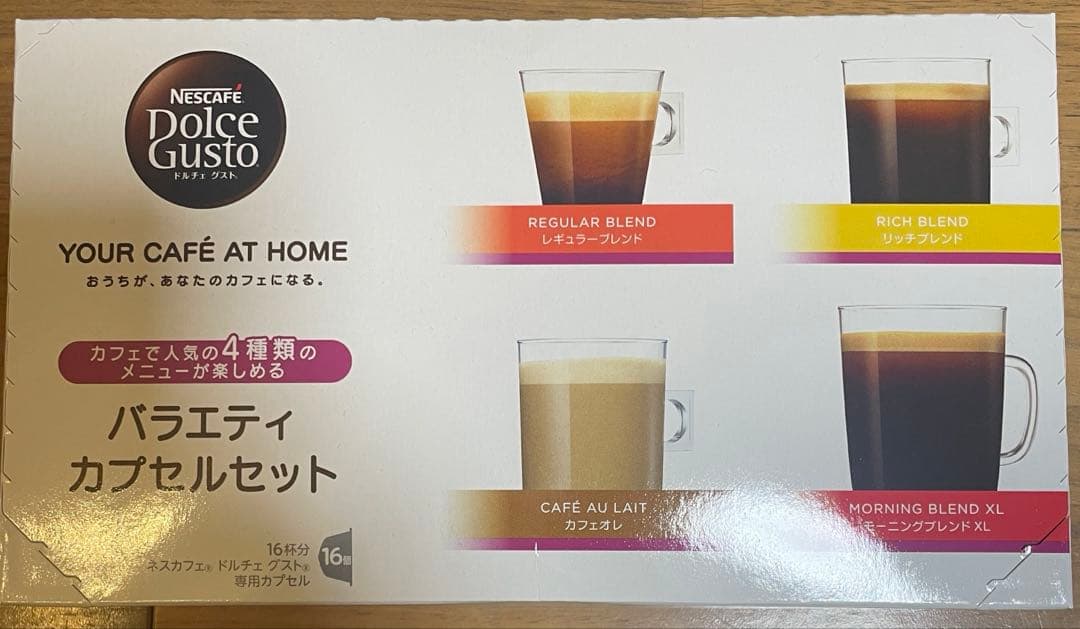 NESCAFÉ
Dolce
Gusto
ドルチェ グスト
YOUR CAFÉ AT HOME
おうちが、あなたのカフェになる。
カフェで人気の4種類の
メニューが楽しめる
バラエティ
カプセルセット
16杯分
ネスカフェ® ドルチェ グスト®
専用カプセル
16個
REGULAR BLEND
レギュラーブレンド
RICH BLEND
リッチブレンド
CAFÉ AU LAIT
カフェオレ
MORNING BLEND XL
モーニングブレンド XL